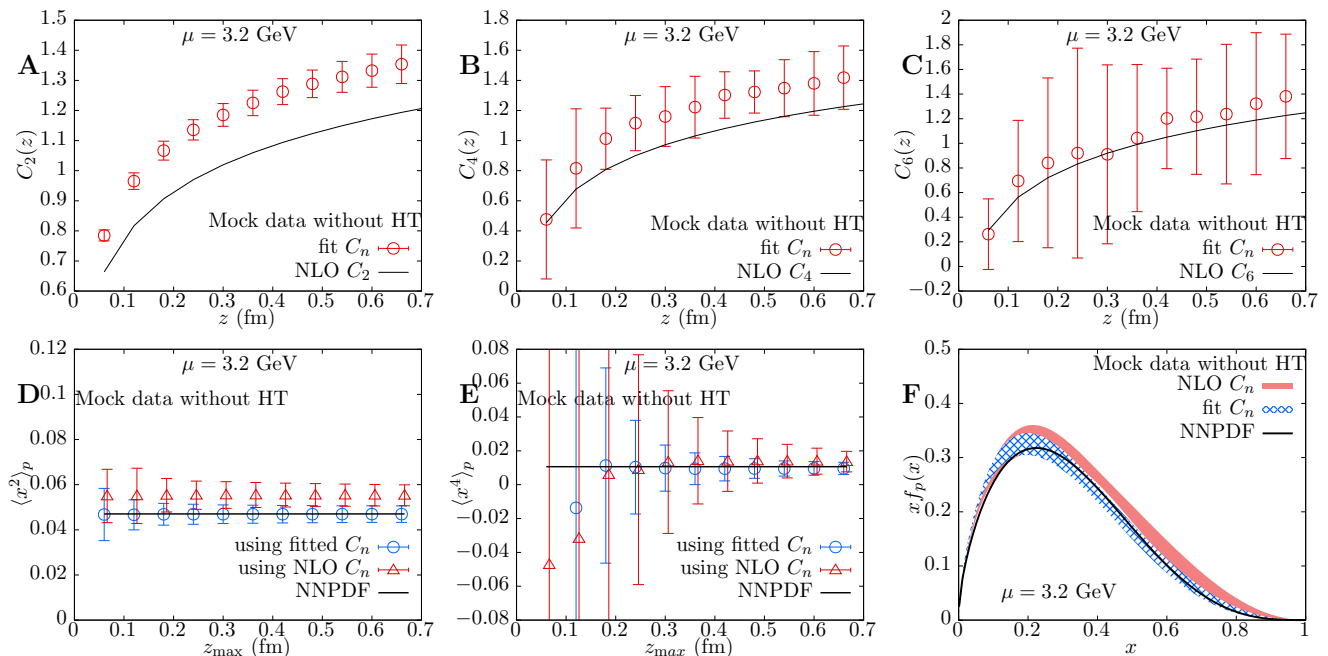 A
μ = 3.2 GeV
C₂(z)
1.5
1.4
1.3
1.2
1.1
1
0.9
0.8
0.7
0.6
Mock data without HT
fit Cₙ
NLO C₂
0 0.1 0.2 0.3 0.4 0.5 0.6 0.7
z (fm)
B
μ = 3.2 GeV
C₄(z)
1.8
1.6
1.4
1.2
1
0.8
0.6
0.4
0.2
0
Mock data without HT
fit Cₙ
NLO C₄
0 0.1 0.2 0.3 0.4 0.5 0.6 0.7
z (fm)
C
μ = 3.2 GeV
C₆(z)
2
1.8
1.6
1.4
1.2
1
0.8
0.6
0.4
0.2
0
−0.2
Mock data without HT
fit Cₙ
NLO C₆
0 0.1 0.2 0.3 0.4 0.5 0.6 0.7
z (fm)
D
μ = 3.2 GeV
Mock data without HT
⟨x²⟩ₚ
0.12
0.1
0.08
0.06
0.04
0.02
0
using fitted Cₙ
using NLO Cₙ
NNPDF
0 0.1 0.2 0.3 0.4 0.5 0.6 0.7
z_max (fm)
E
μ = 3.2 GeV
Mock data without HT
⟨x⁴⟩ₚ
0.08
0.06
0.04
0.02
0
−0.02
−0.04
−0.06
−0.08
using fitted Cₙ
using NLO Cₙ
NNPDF
0 0.1 0.2 0.3 0.4 0.5 0.6 0.7
z_max (fm)
F
Mock data without HT
NLO Cₙ
fit Cₙ
NNPDF
x fₚ(x)
0.5
0.4
0.3
0.2
0.1
0
μ = 3.2 GeV
0 0.2 0.4 0.6 0.8 1
x